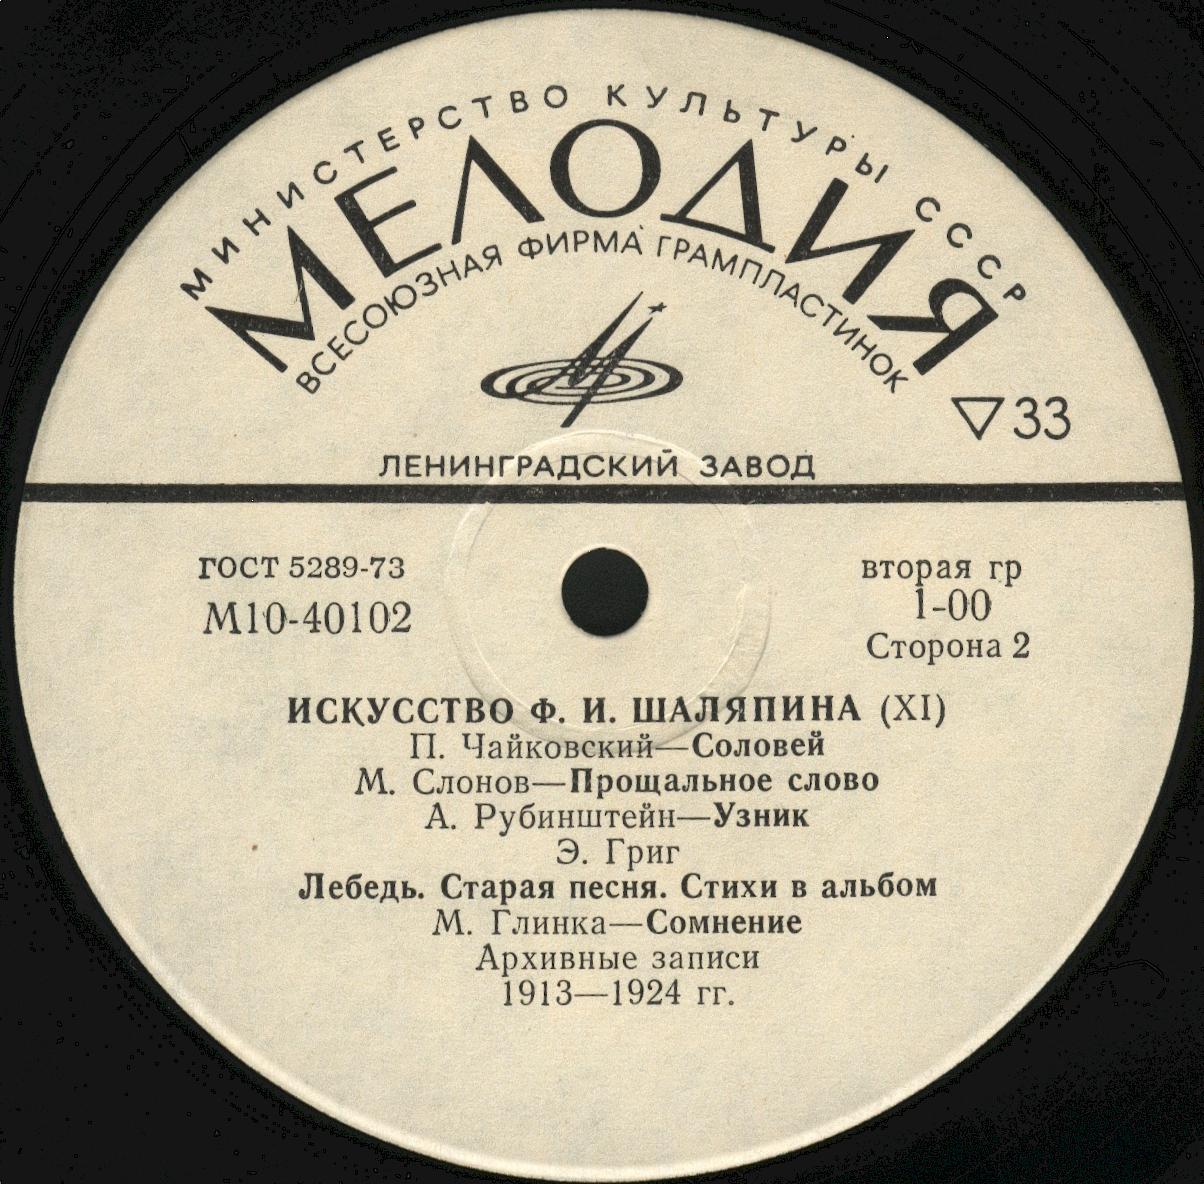 МИНИСТЕРСТВО КУЛЬТУРЫ СССР
МЕЛОДИЯ
ВСЕСОЮЗНАЯ ФИРМА ГРАМПЛАСТИНОК
▽33
ЛЕНИНГРАДСКИЙ ЗАВОД
ГОСТ 5289-73
М10-40102
вторая гр
1-00
Сторона 2
ИСКУССТВО Ф. И. ШАЛЯПИНА (XI)
П. Чайковский—Соловей
М. Слонов—Прощальное слово
А. Рубинштейн—Узник
Э. Григ
Лебедь. Старая песня. Стихи в альбом
М. Глинка—Сомнение
Архивные записи
1913—1924 гг.